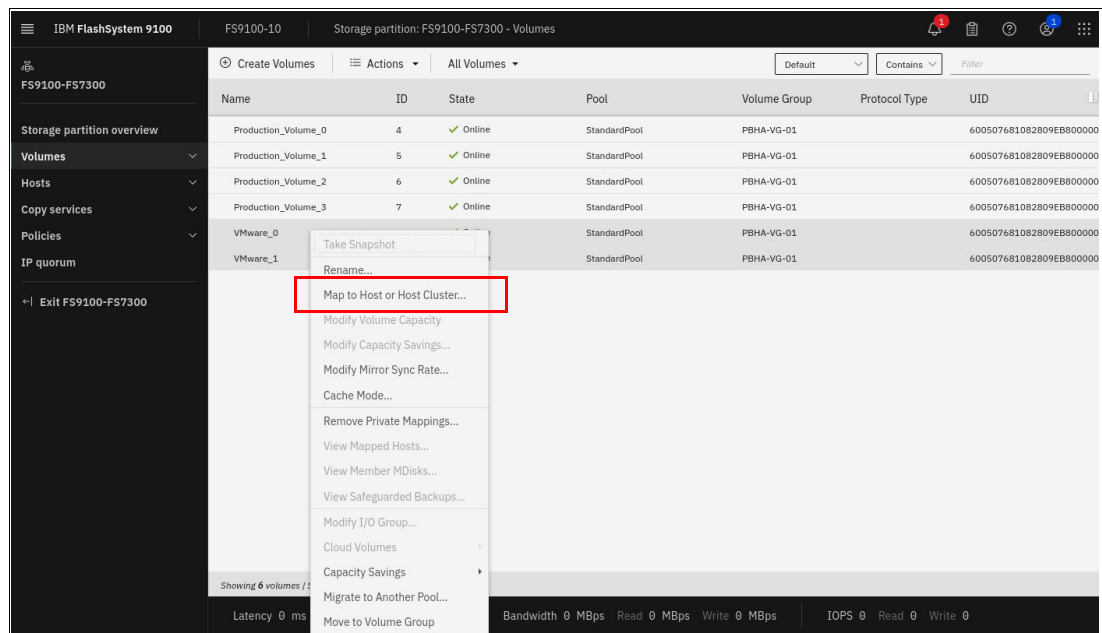 IBM FlashSystem 9100 FS9100-10 Storage partition: FS9100-FS7300 - Volumes 1 1
FS9100-FS7300
Storage partition overview
Volumes
Hosts
Copy services
Policies
IP quorum
Exit FS9100-FS7300
Create Volumes Actions All Volumes Default Contains Filter
Name ID State Pool Volume Group Protocol Type UID
Production_Volume_0 4 Online StandardPool PBHA-VG-01 600507681082809EB800000
Production_Volume_1 5 Online StandardPool PBHA-VG-01 600507681082809EB800000
Production_Volume_2 6 Online StandardPool PBHA-VG-01 600507681082809EB800000
Production_Volume_3 7 Online StandardPool PBHA-VG-01 600507681082809EB800000
VMware_0 StandardPool PBHA-VG-01 600507681082809EB800000
VMware_1 StandardPool PBHA-VG-01 600507681082809EB800000
Take Snapshot
Rename...
Map to Host or Host Cluster...
Modify Volume Capacity
Modify Capacity Savings...
Modify Mirror Sync Rate...
Cache Mode...
Remove Private Mappings...
View Mapped Hosts...
View Member MDisks...
View Safeguarded Backups...
Modify I/O Group...
Cloud Volumes
Capacity Savings
Migrate to Another Pool...
Move to Volume Group
Showing 6 volumes |
Latency 0 ms Bandwidth 0 MBps Read 0 MBps Write 0 MBps IOPS 0 Read 0 Write 0